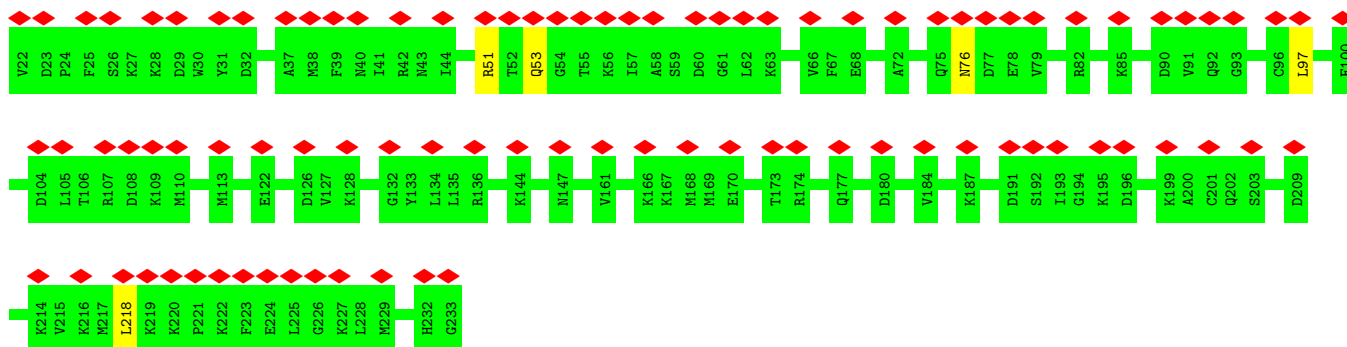 V22 D23 P24 F25 S26 K27 K28 D29 W30 Y31 D32 A37 M38 F39 N40 I41 R42 N43 I44 R51 T52 Q53 G54 T55 K56 I57 A58 S59 D60 G61 L62 K63 V66 F67 E68 A72 Q75 N76 D77 E78 V79 R82 K85 D90 V91 Q92 G93 C96 L97 E100
D104 L105 T106 R107 D108 K109 M110 M113 E122 D126 V127 K128 G132 Y133 L134 L135 R136 K144 N147 V161 K166 K167 M168 M169 E170 T173 R174 Q177 D180 V184 K187 D191 S192 I193 G194 K195 D196 K199 A200 C201 Q202 S203 D209
K214 V215 K216 M217 L218 K219 K220 P221 K222 F223 E224 L225 G226 K227 L228 M229 H232 G233